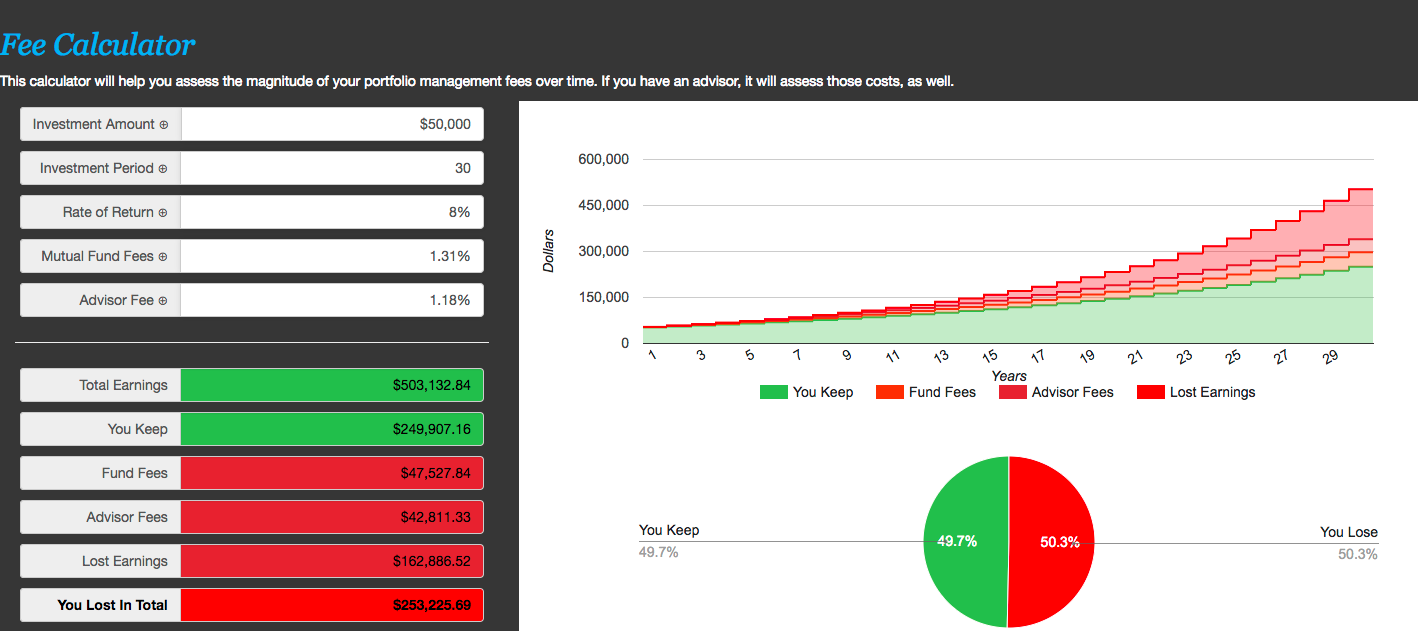 Fee Calculator
This calculator will help you assess the magnitude of your portfolio management fees over time. If you have an advisor, it will assess those costs, as well.
Investment Amount ⊕ $50,000
Investment Period ⊕ 30
Rate of Return ⊕ 8%
Mutual Fund Fees ⊕ 1.31%
Advisor Fee ⊕ 1.18%
Total Earnings $503,132.84
You Keep $249,907.16
Fund Fees $47,527.84
Advisor Fees $42,811.33
Lost Earnings $162,886.52
You Lost In Total $253,225.69
600,000
450,000
300,000
150,000
0
Dollars
1 3 5 7 9 11 13 15 17 19 21 23 25 27 29
Years
You Keep Fund Fees Advisor Fees Lost Earnings
You Keep
49.7%
49.7%
50.3%
You Lose
50.3%